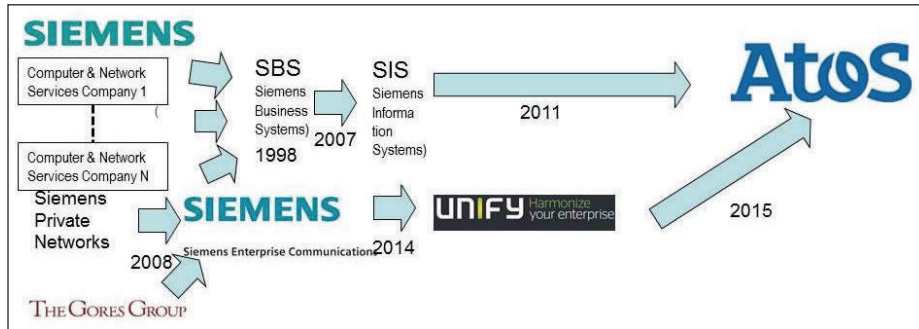 SIEMENS
Computer & Network
Services Company 1
(
Computer & Network
Services Company N
Siemens
Private
Networks
2008
THE GORES GROUP
SBS
Siemens
Business
Systems)
1998
2007
SIS
Siemens
Informa
tion
Systems)
2011
Atos
SIEMENS
Siemens Enterprise Communications
2014
UNIFY Harmonize
your enterprise
2015